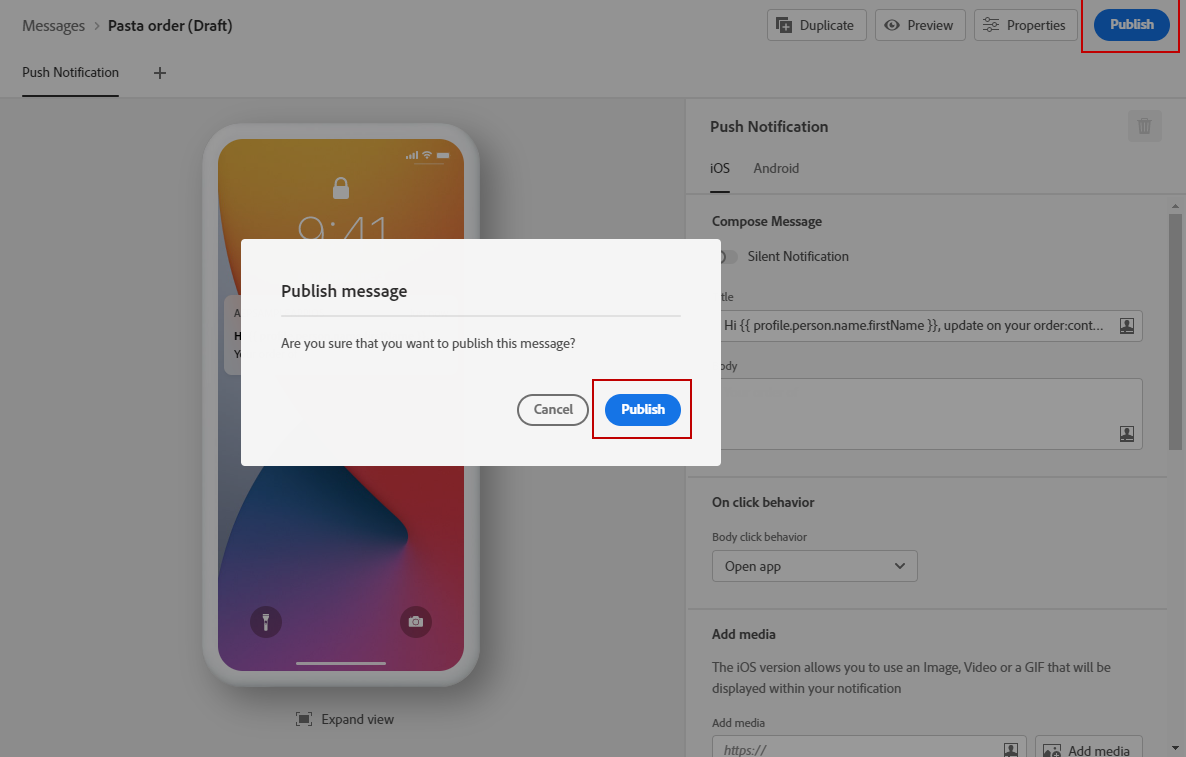 Messages > Pasta order (Draft)
Duplicate
Preview
Properties
Publish
Push Notification
9:41
Publish message
Are you sure that you want to publish this message?
Cancel
Publish
Expand view
Push Notification
iOS
Android
Compose Message
Silent Notification
Hi {{ profile.person.name.firstName }}, update on your order:cont...
On click behavior
Body click behavior
Open app
Add media
The iOS version allows you to use an Image, Video or a GIF that will be
displayed within your notification
Add media
https://
Add media